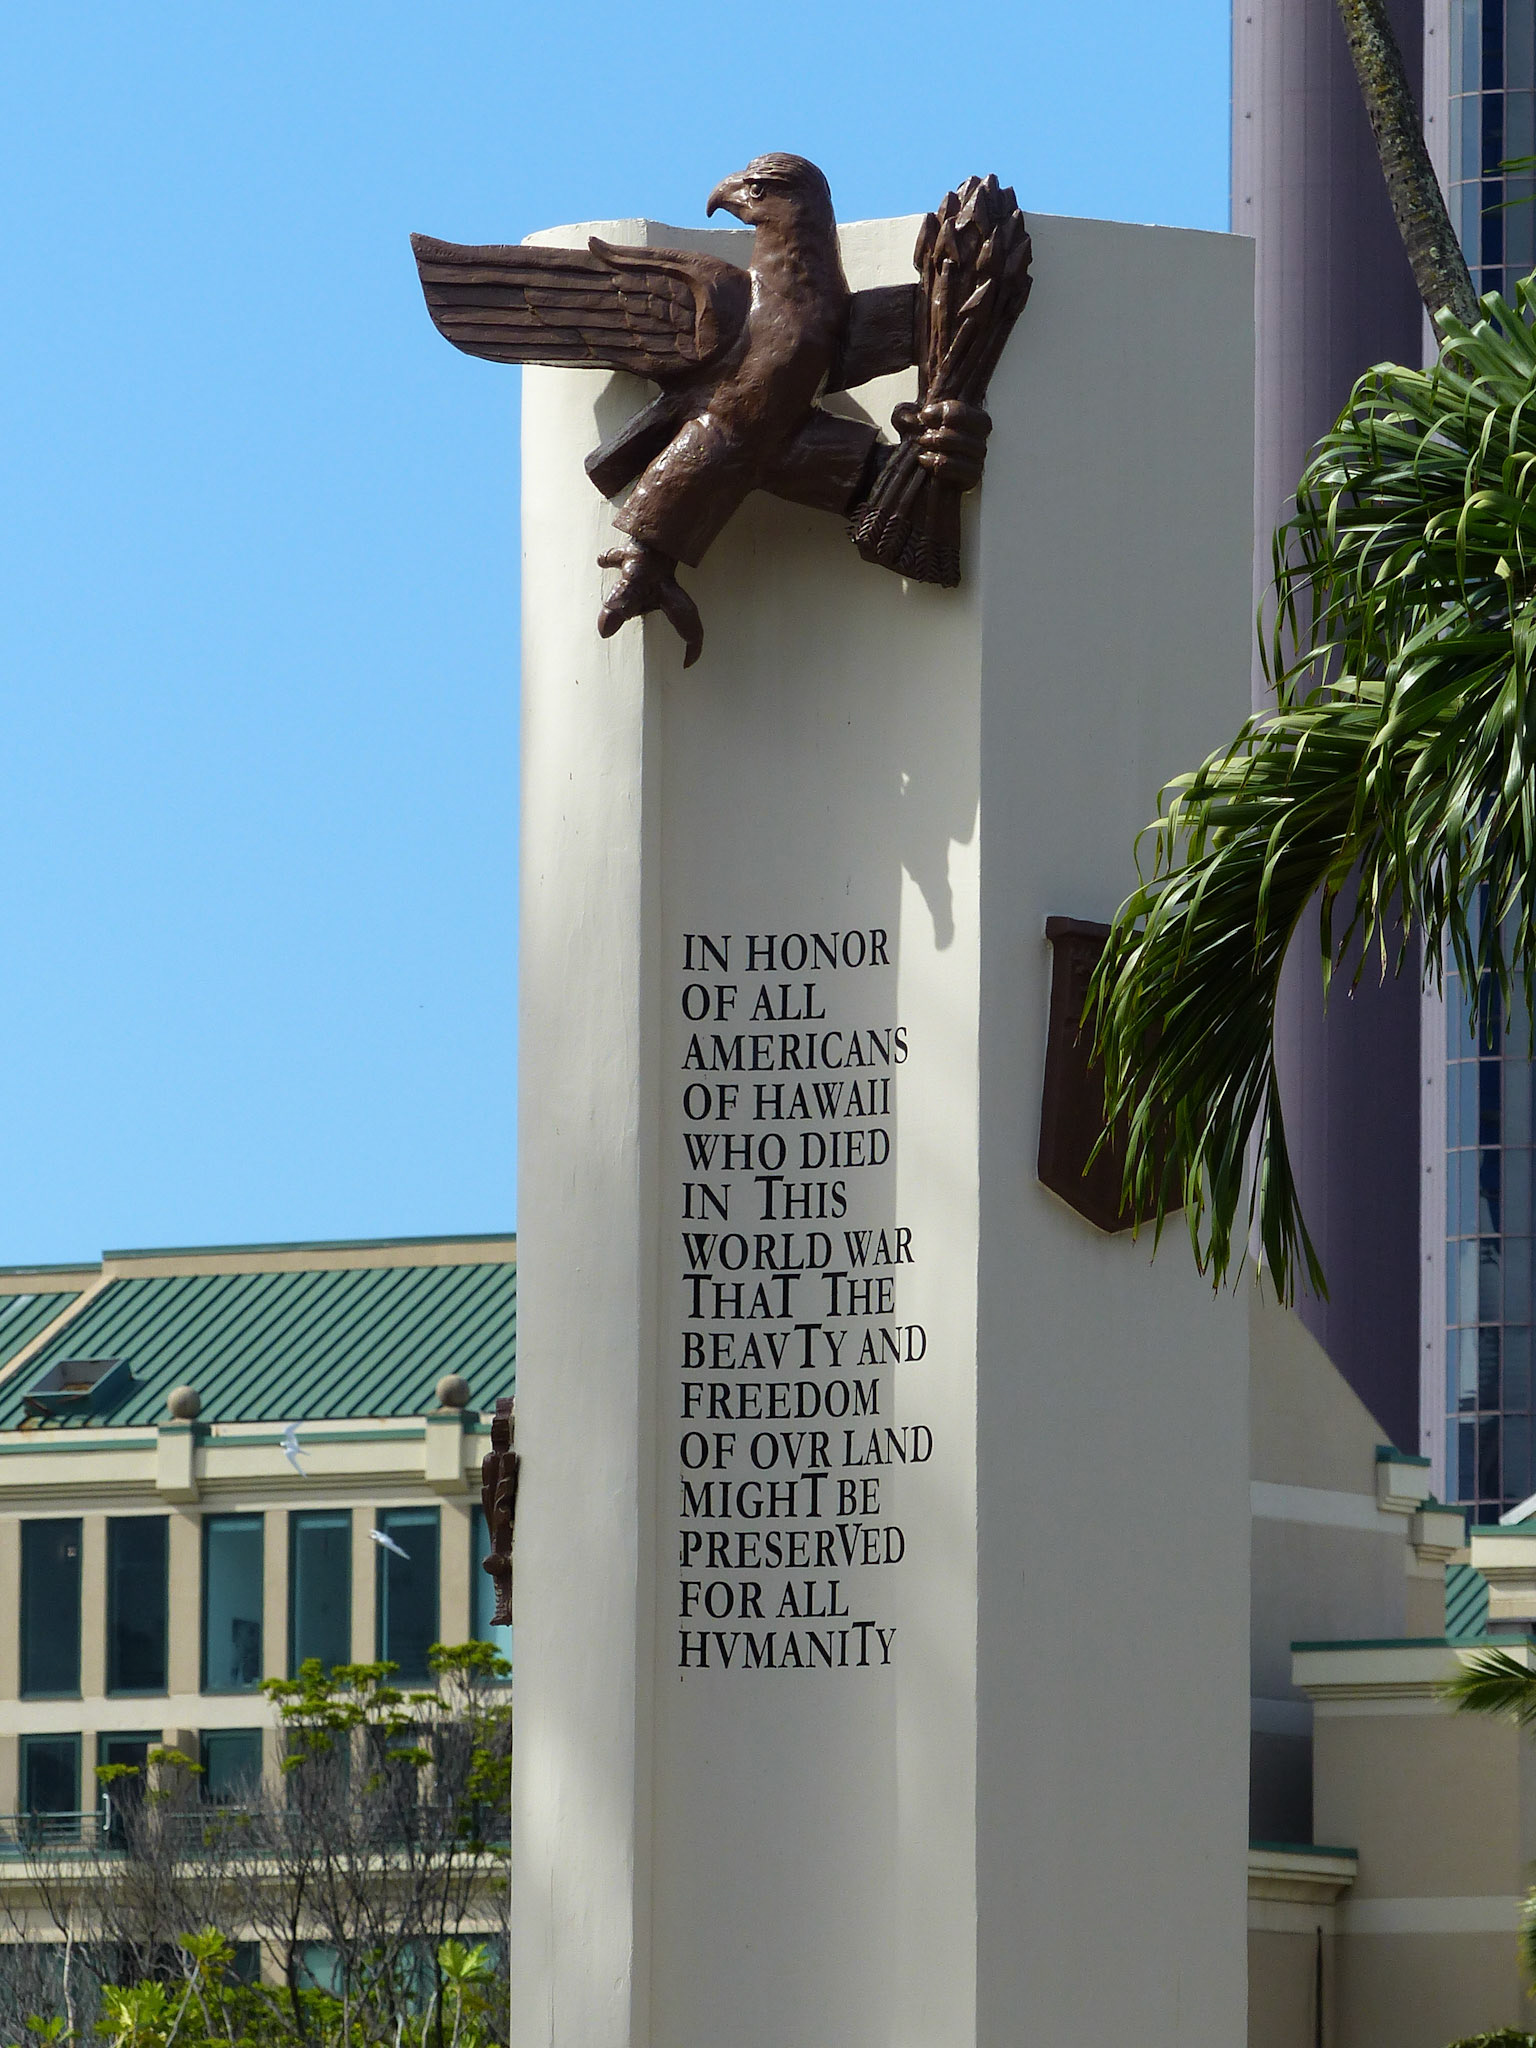 IN HONOR
OF ALL
AMERICANS
OF HAWAII
WHO DIED
IN THIS
WORLD WAR
THAT THE
BEAVTY AND
FREEDOM
OF OVR LAND
MIGHT BE
PRESERVED
FOR ALL
HVMANITY